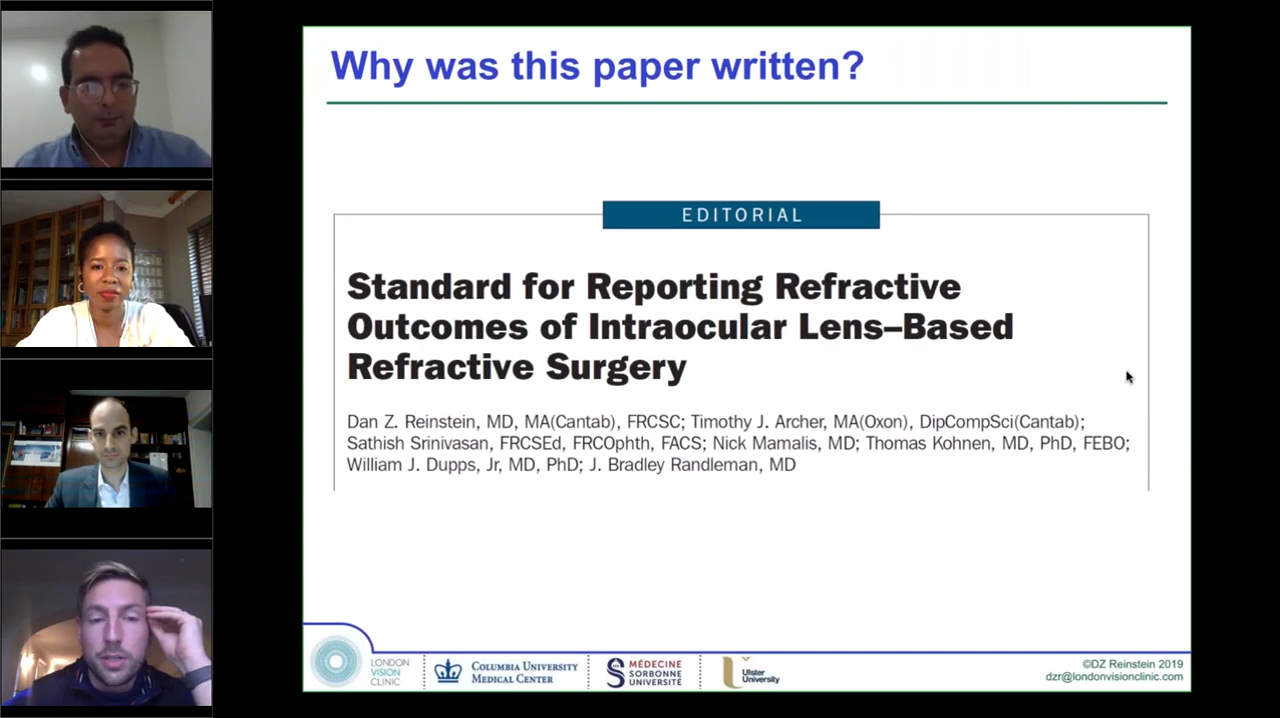 Why was this paper written?
EDITORIAL
Standard for Reporting Refractive
Outcomes of Intraocular Lens–Based
Refractive Surgery
Dan Z. Reinstein, MD, MA(Cantab), FRCSC; Timothy J. Archer, MA(Oxon), DipCompSci(Cantab);
Sathish Srinivasan, FRCSEd, FRCOphth, FACS; Nick Mamalis, MD; Thomas Kohnen, MD, PhD, FEBO;
William J. Dupps, Jr, MD, PhD; J. Bradley Randleman, MD
LONDON
VISION
CLINIC
COLUMBIA UNIVERSITY
MEDICAL CENTER
MÉDECINE
SORBONNE
UNIVERSITÉ
Ulster
University
©DZ Reinstein 2019
dzr@londonvisionclinic.com